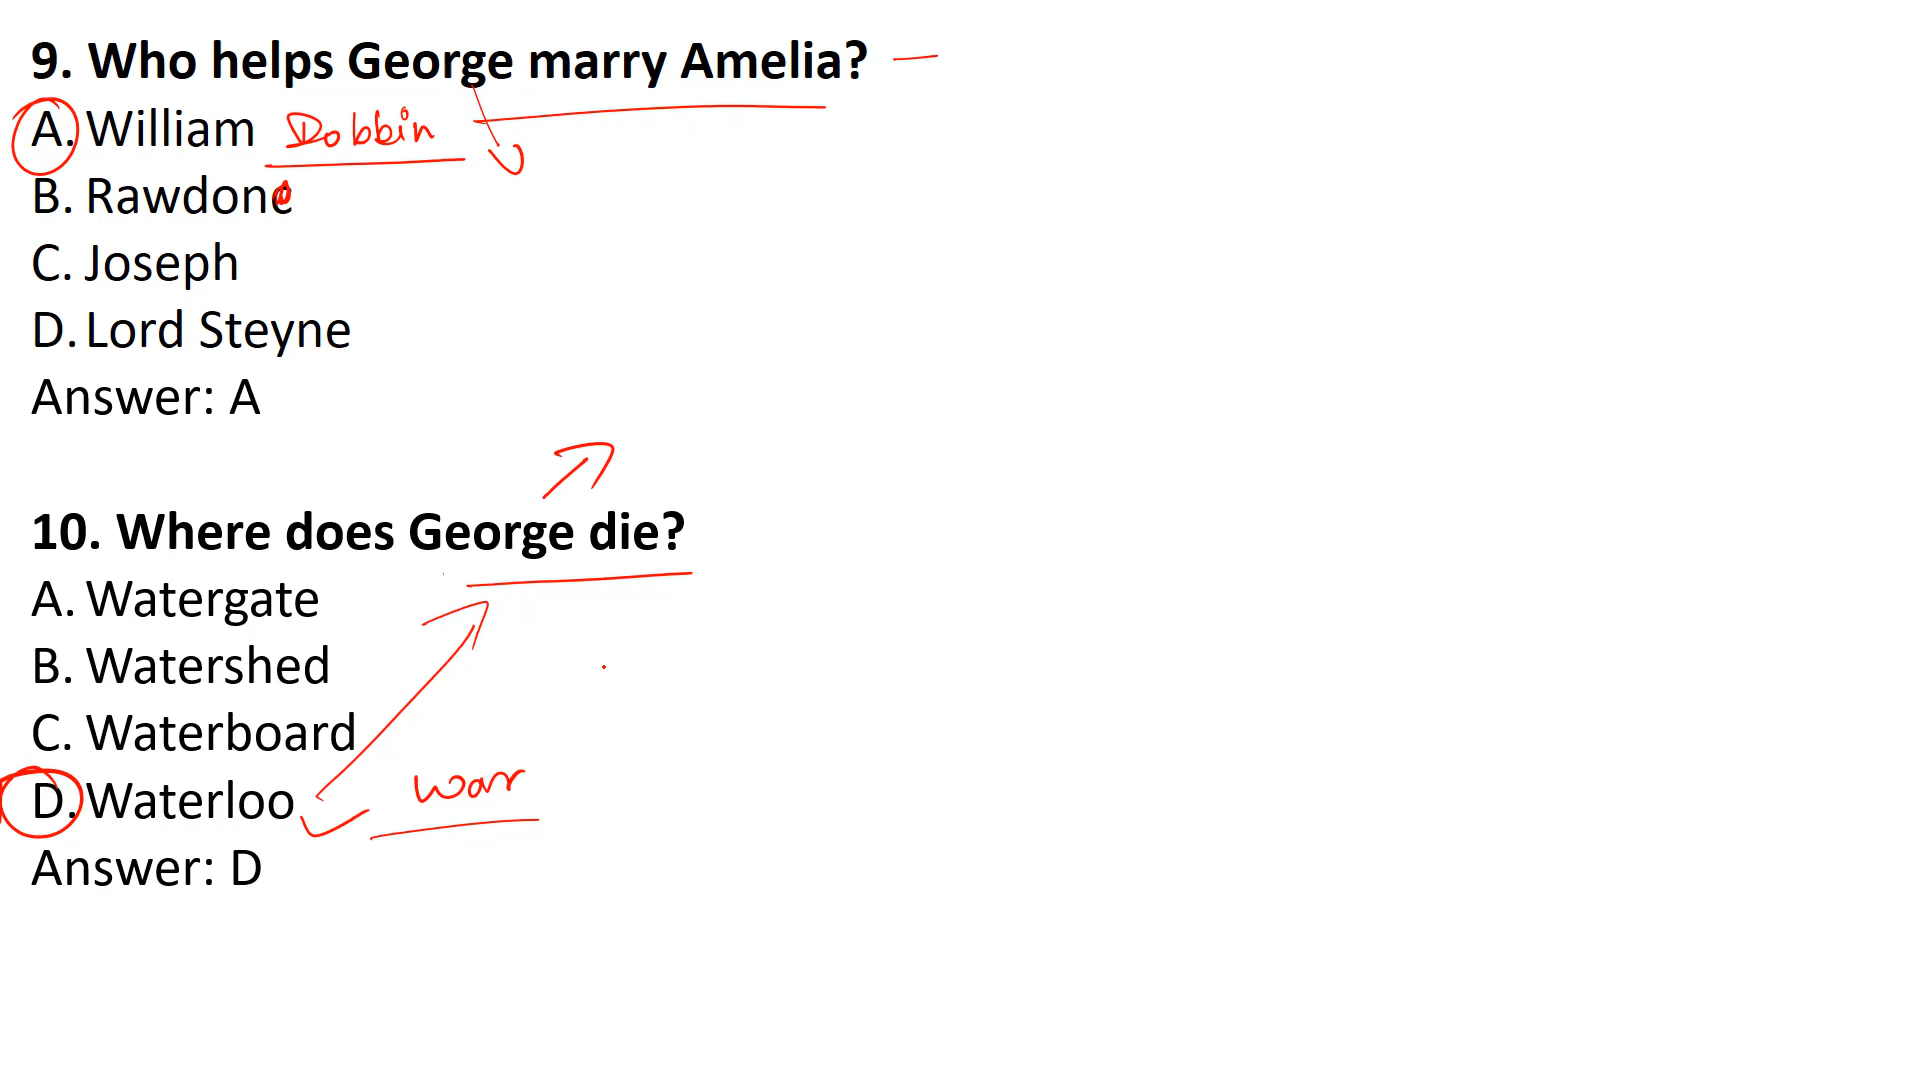 9. Who helps George marry Amelia?
A. William Dobbin
B. Rawdone
C. Joseph
D. Lord Steyne
Answer: A
10. Where does George die?
A. Watergate
B. Watershed
C. Waterboard
D. Waterloo war
Answer: D